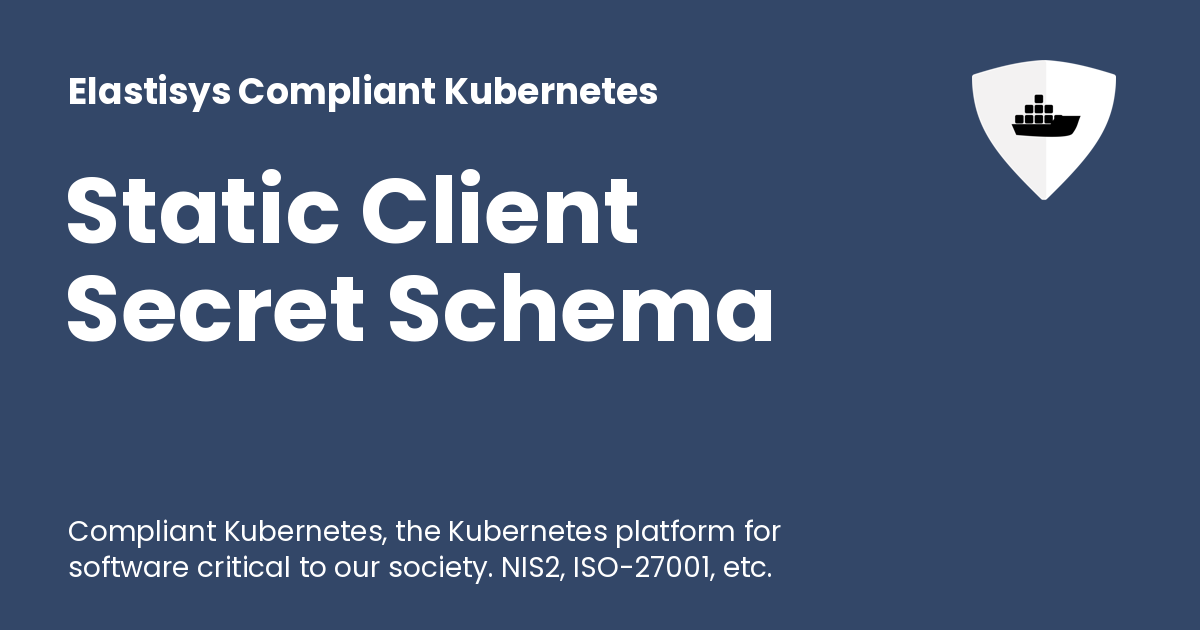 Elastisys Compliant Kubernetes
Static Client
Secret Schema
Compliant Kubernetes, the Kubernetes platform for
software critical to our society. NIS2, ISO-27001, etc.